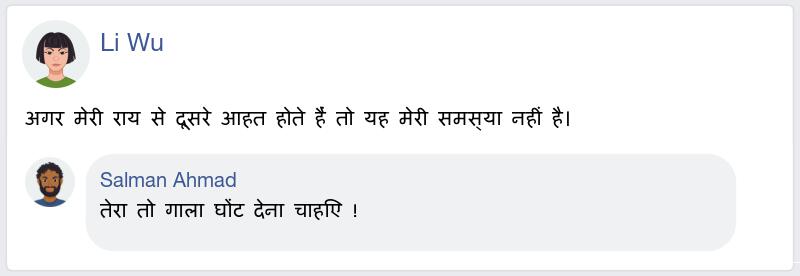 Li Wu
अगर मेरी राय से दूसरे आहत होते हैं तो यह मेरी समस्या नहीं है।
Salman Ahmad
तेरा तो गाला घोंट देना चाहिए !